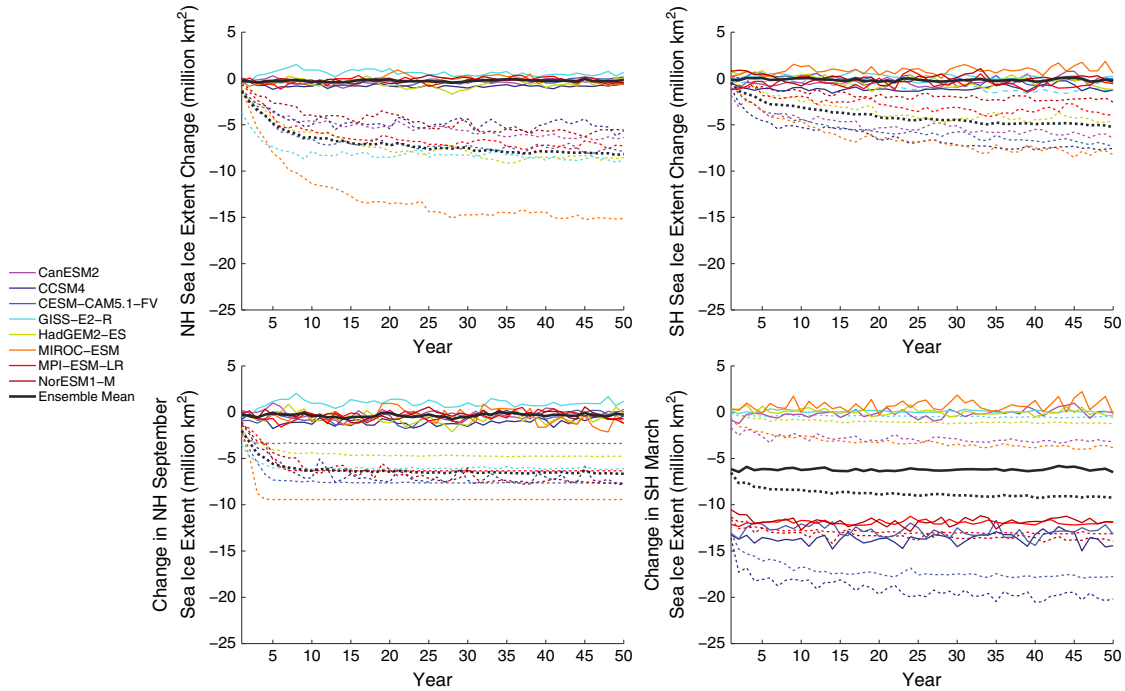 NH Sea Ice Extent Change (million km²)
5
0
−5
−10
−15
−20
−25
5 10 15 20 25 30 35 40 45 50
Year
SH Sea Ice Extent Change (million km²)
5
0
−5
−10
−15
−20
−25
5 10 15 20 25 30 35 40 45 50
Year
CanESM2
CCSM4
CESM−CAM5.1−FV
GISS−E2−R
HadGEM2−ES
MIROC−ESM
MPI−ESM−LR
NorESM1−M
Ensemble Mean
Change in NH September
Sea Ice Extent (million km²)
5
0
−5
−10
−15
−20
−25
5 10 15 20 25 30 35 40 45 50
Year
Change in SH March
Sea Ice Extent (million km²)
5
0
−5
−10
−15
−20
−25
5 10 15 20 25 30 35 40 45 50
Year